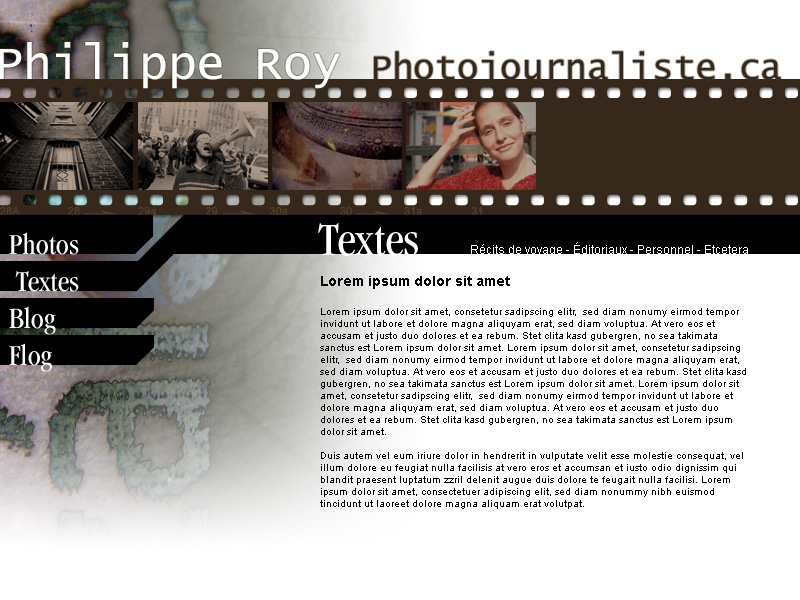 Philippe Roy Photojournaliste.ca
28A 28 29a 29 30a 30 31a 31
Photos
Textes
Blog
Flog
Textes
Récits de voyage - Éditoriaux - Personnel - Etcetera
Lorem ipsum dolor sit amet
Lorem ipsum dolor sit amet, consetetur sadipscing elitr, sed diam nonumy eirmod tempor
invidunt ut labore et dolore magna aliquyam erat, sed diam voluptua. At vero eos et
accusam et justo duo dolores et ea rebum. Stet clita kasd gubergren, no sea takimata
sanctus est Lorem ipsum dolor sit amet. Lorem ipsum dolor sit amet, consetetur sadipscing
elitr, sed diam nonumy eirmod tempor invidunt ut labore et dolore magna aliquyam erat,
sed diam voluptua. At vero eos et accusam et justo duo dolores et ea rebum. Stet clita kasd
gubergren, no sea takimata sanctus est Lorem ipsum dolor sit amet. Lorem ipsum dolor sit
amet, consetetur sadipscing elitr, sed diam nonumy eirmod tempor invidunt ut labore et
dolore magna aliquyam erat, sed diam voluptua. At vero eos et accusam et justo duo
dolores et ea rebum. Stet clita kasd gubergren, no sea takimata sanctus est Lorem ipsum
dolor sit amet.
Duis autem vel eum iriure dolor in hendrerit in vulputate velit esse molestie consequat, vel
illum dolore eu feugiat nulla facilisis at vero eros et accumsan et iusto odio dignissim qui
blandit praesent luptatum zzril delenit augue duis dolore te feugait nulla facilisi. Lorem
ipsum dolor sit amet, consectetuer adipiscing elit, sed diam nonummy nibh euismod
tincidunt ut laoreet dolore magna aliquam erat volutpat.